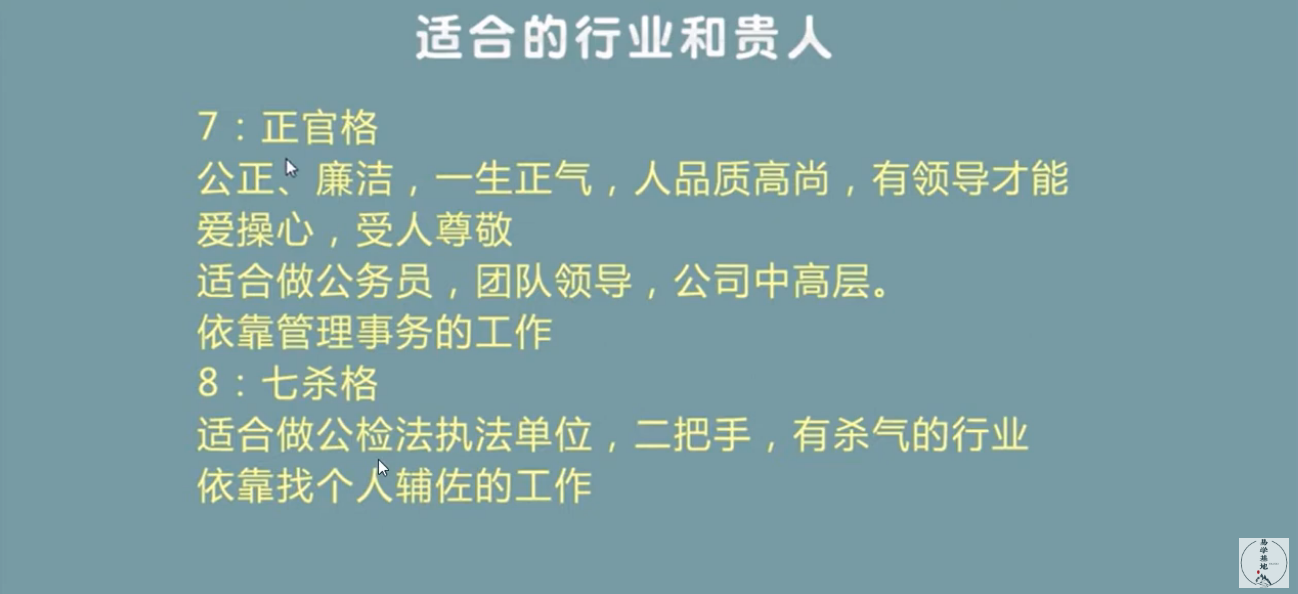 适合的行业和贵人
7：正官格
公正、廉洁，一生正气，人品质高尚，有领导才能
爱操心，受人尊敬
适合做公务员，团队领导，公司中高层。
依靠管理事务的工作
8：七杀格
适合做公检法执法单位，二把手，有杀气的行业
依靠找个人辅佐的工作
易学基地